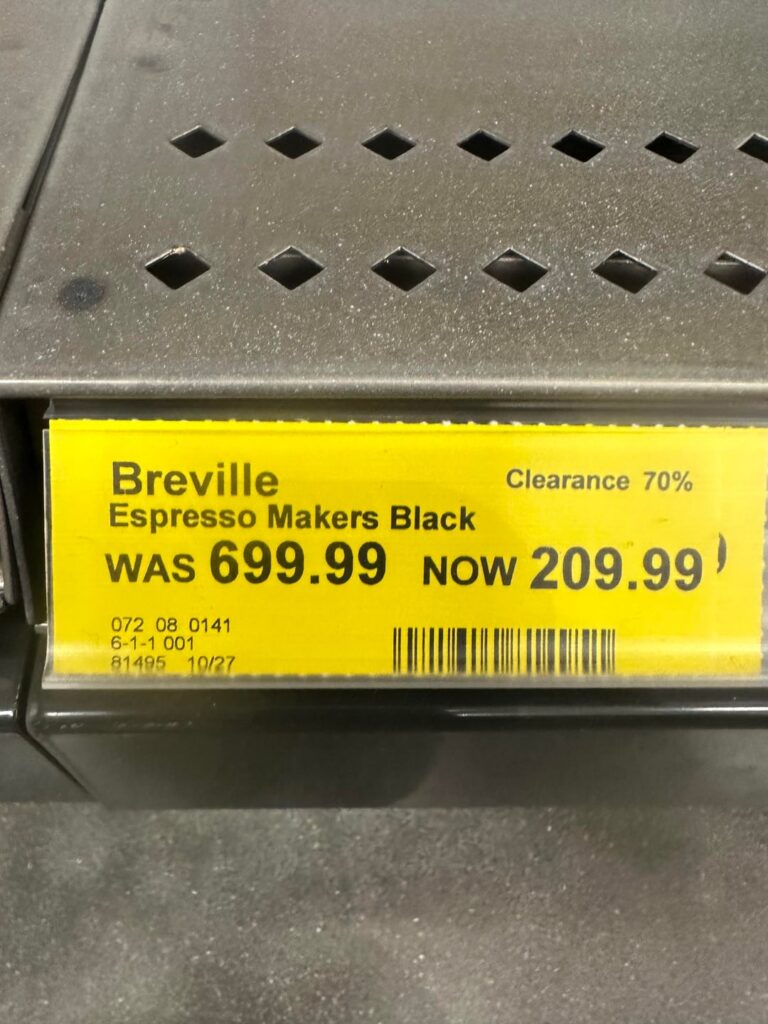 Breville
Clearance 70%
Espresso Makers Black
WAS 699.99 NOW 209.99
072 08 0141
6-1-1 001
81495 10/27